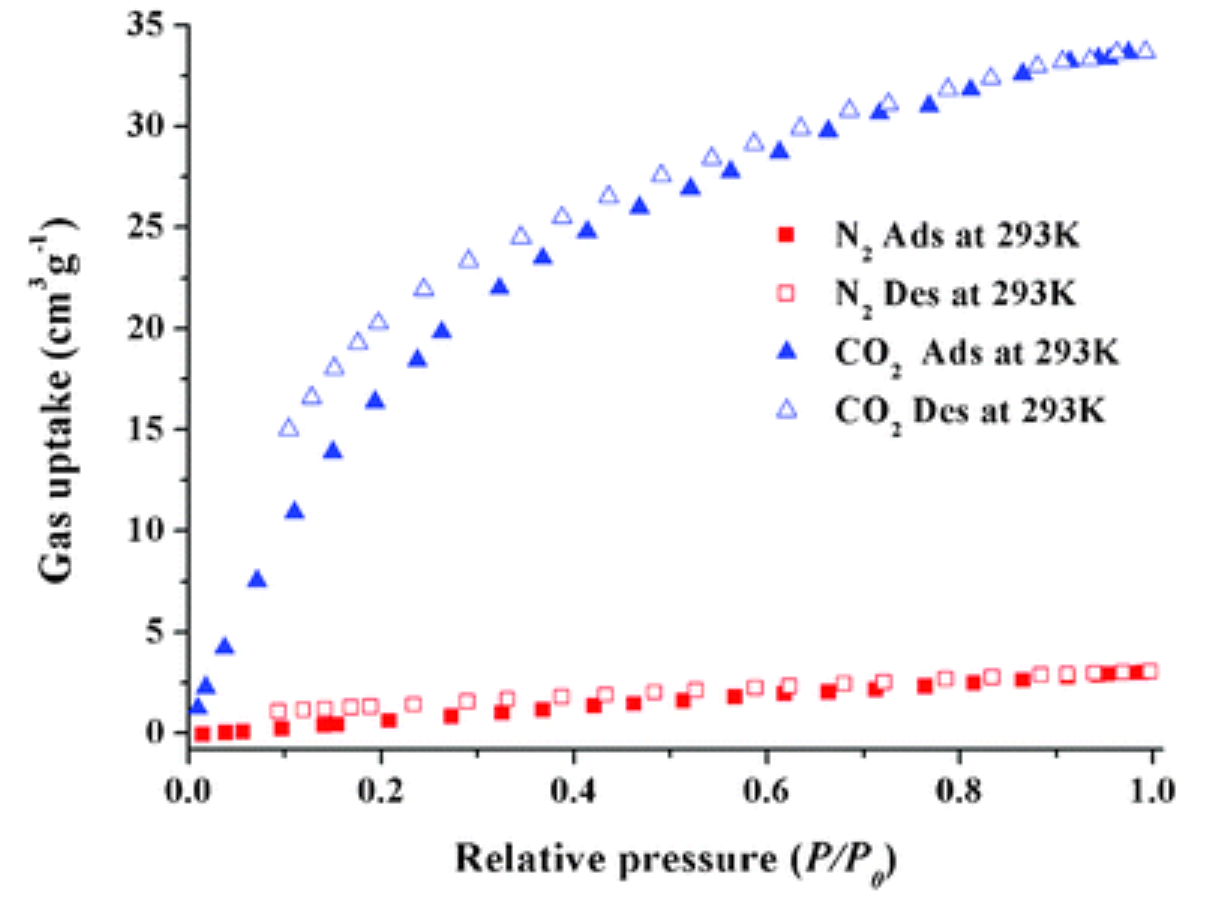 35
30
25
20
15
10
5
0
Gas uptake (cm³g⁻¹)
N₂ Ads at 293K
N₂ Des at 293K
CO₂ Ads at 293K
CO₂ Des at 293K
0.0 0.2 0.4 0.6 0.8 1.0
Relative pressure (P/P₀)